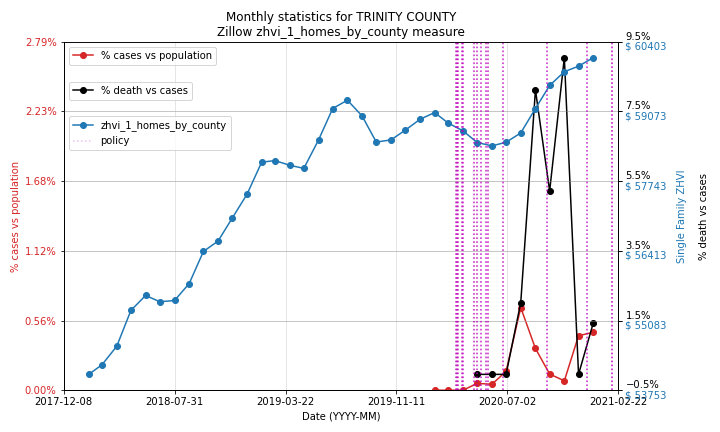 Monthly statistics for TRINITY COUNTY
Zillow zhvi_1_homes_by_county measure
% cases vs population
% death vs cases
zhvi_1_homes_by_county
policy
2.79%
2.23%
1.68%
1.12%
0.56%
0.00%
% cases vs population
9.5%
$ 60403
7.5%
$ 59073
5.5%
$ 57743
3.5%
$ 56413
1.5%
$ 55083
−0.5%
$ 53753
Single Family ZHVI
% death vs cases
2017-12-08
2018-07-31
2019-03-22
2019-11-11
2020-07-02
2021-02-22
Date (YYYY-MM)